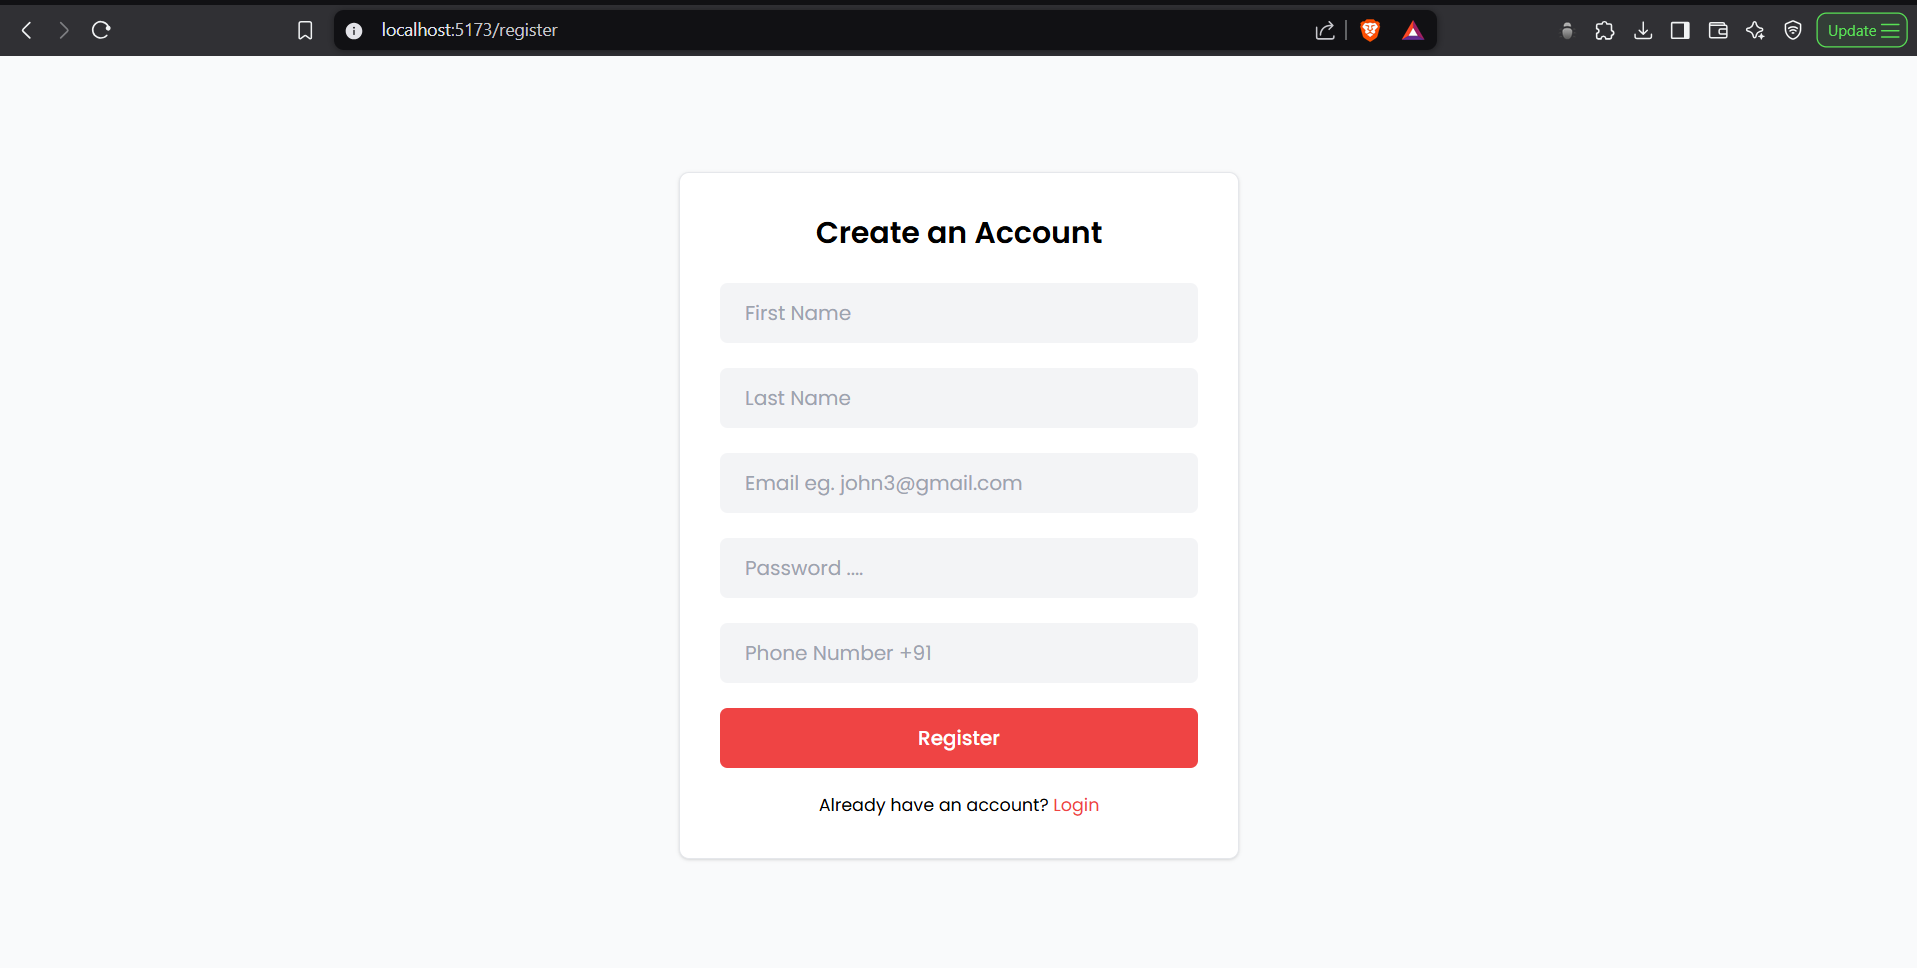 localhost:5173/register
Update
Create an Account
First Name
Last Name
Email eg. john3@gmail.com
Password ....
Phone Number +91
Register
Already have an account? Login